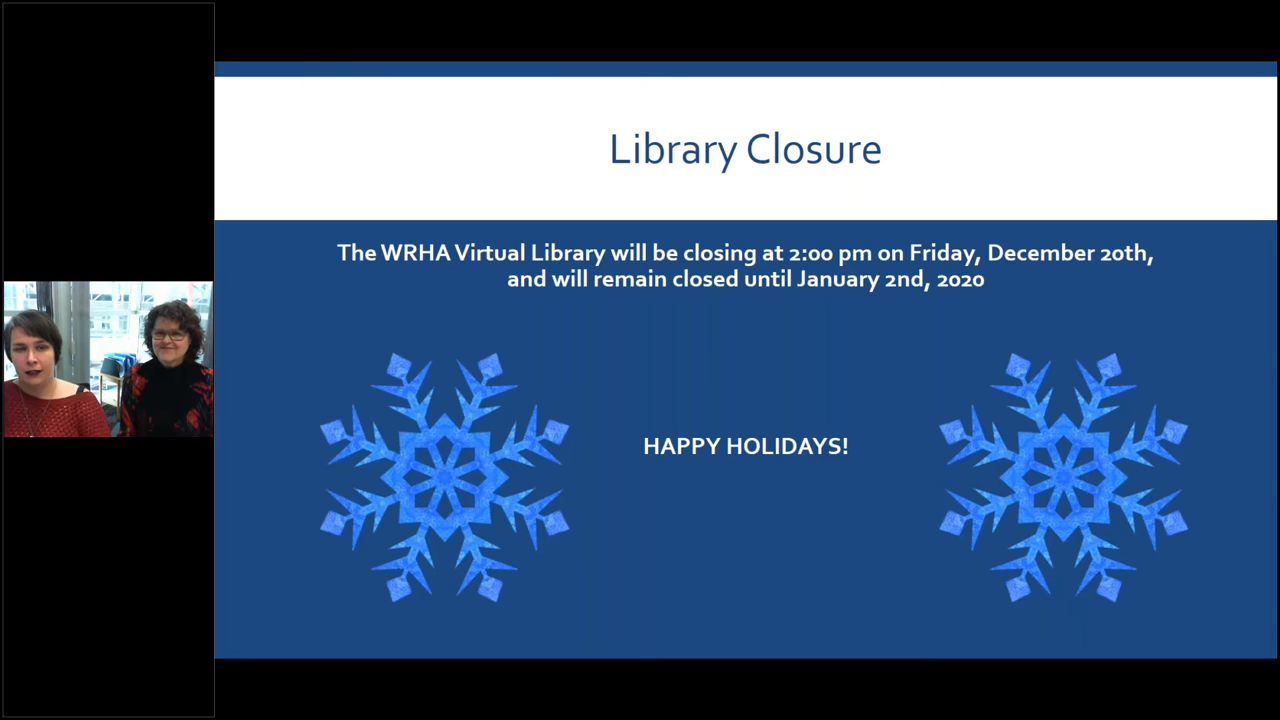 Library Closure
The WRHA Virtual Library will be closing at 2:00 pm on Friday, December 20th,
and will remain closed until January 2nd, 2020
HAPPY HOLIDAYS!